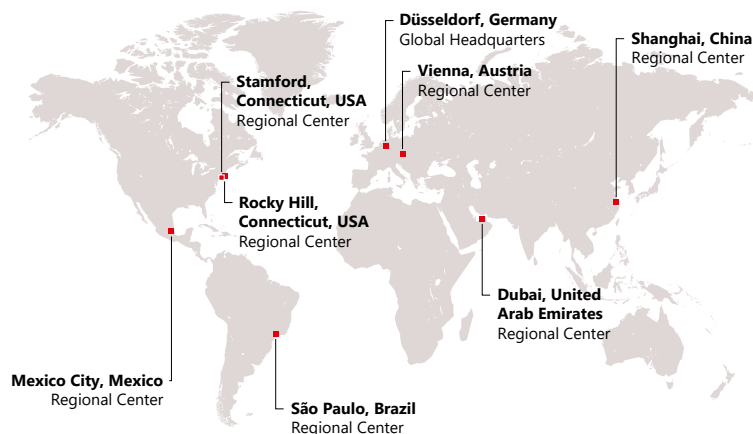 Düsseldorf, Germany
Global Headquarters
Shanghai, China
Regional Center
Vienna, Austria
Regional Center
Stamford,
Connecticut, USA
Regional Center
Rocky Hill,
Connecticut, USA
Regional Center
Dubai, United
Arab Emirates
Regional Center
Mexico City, Mexico
Regional Center
São Paulo, Brazil
Regional Center